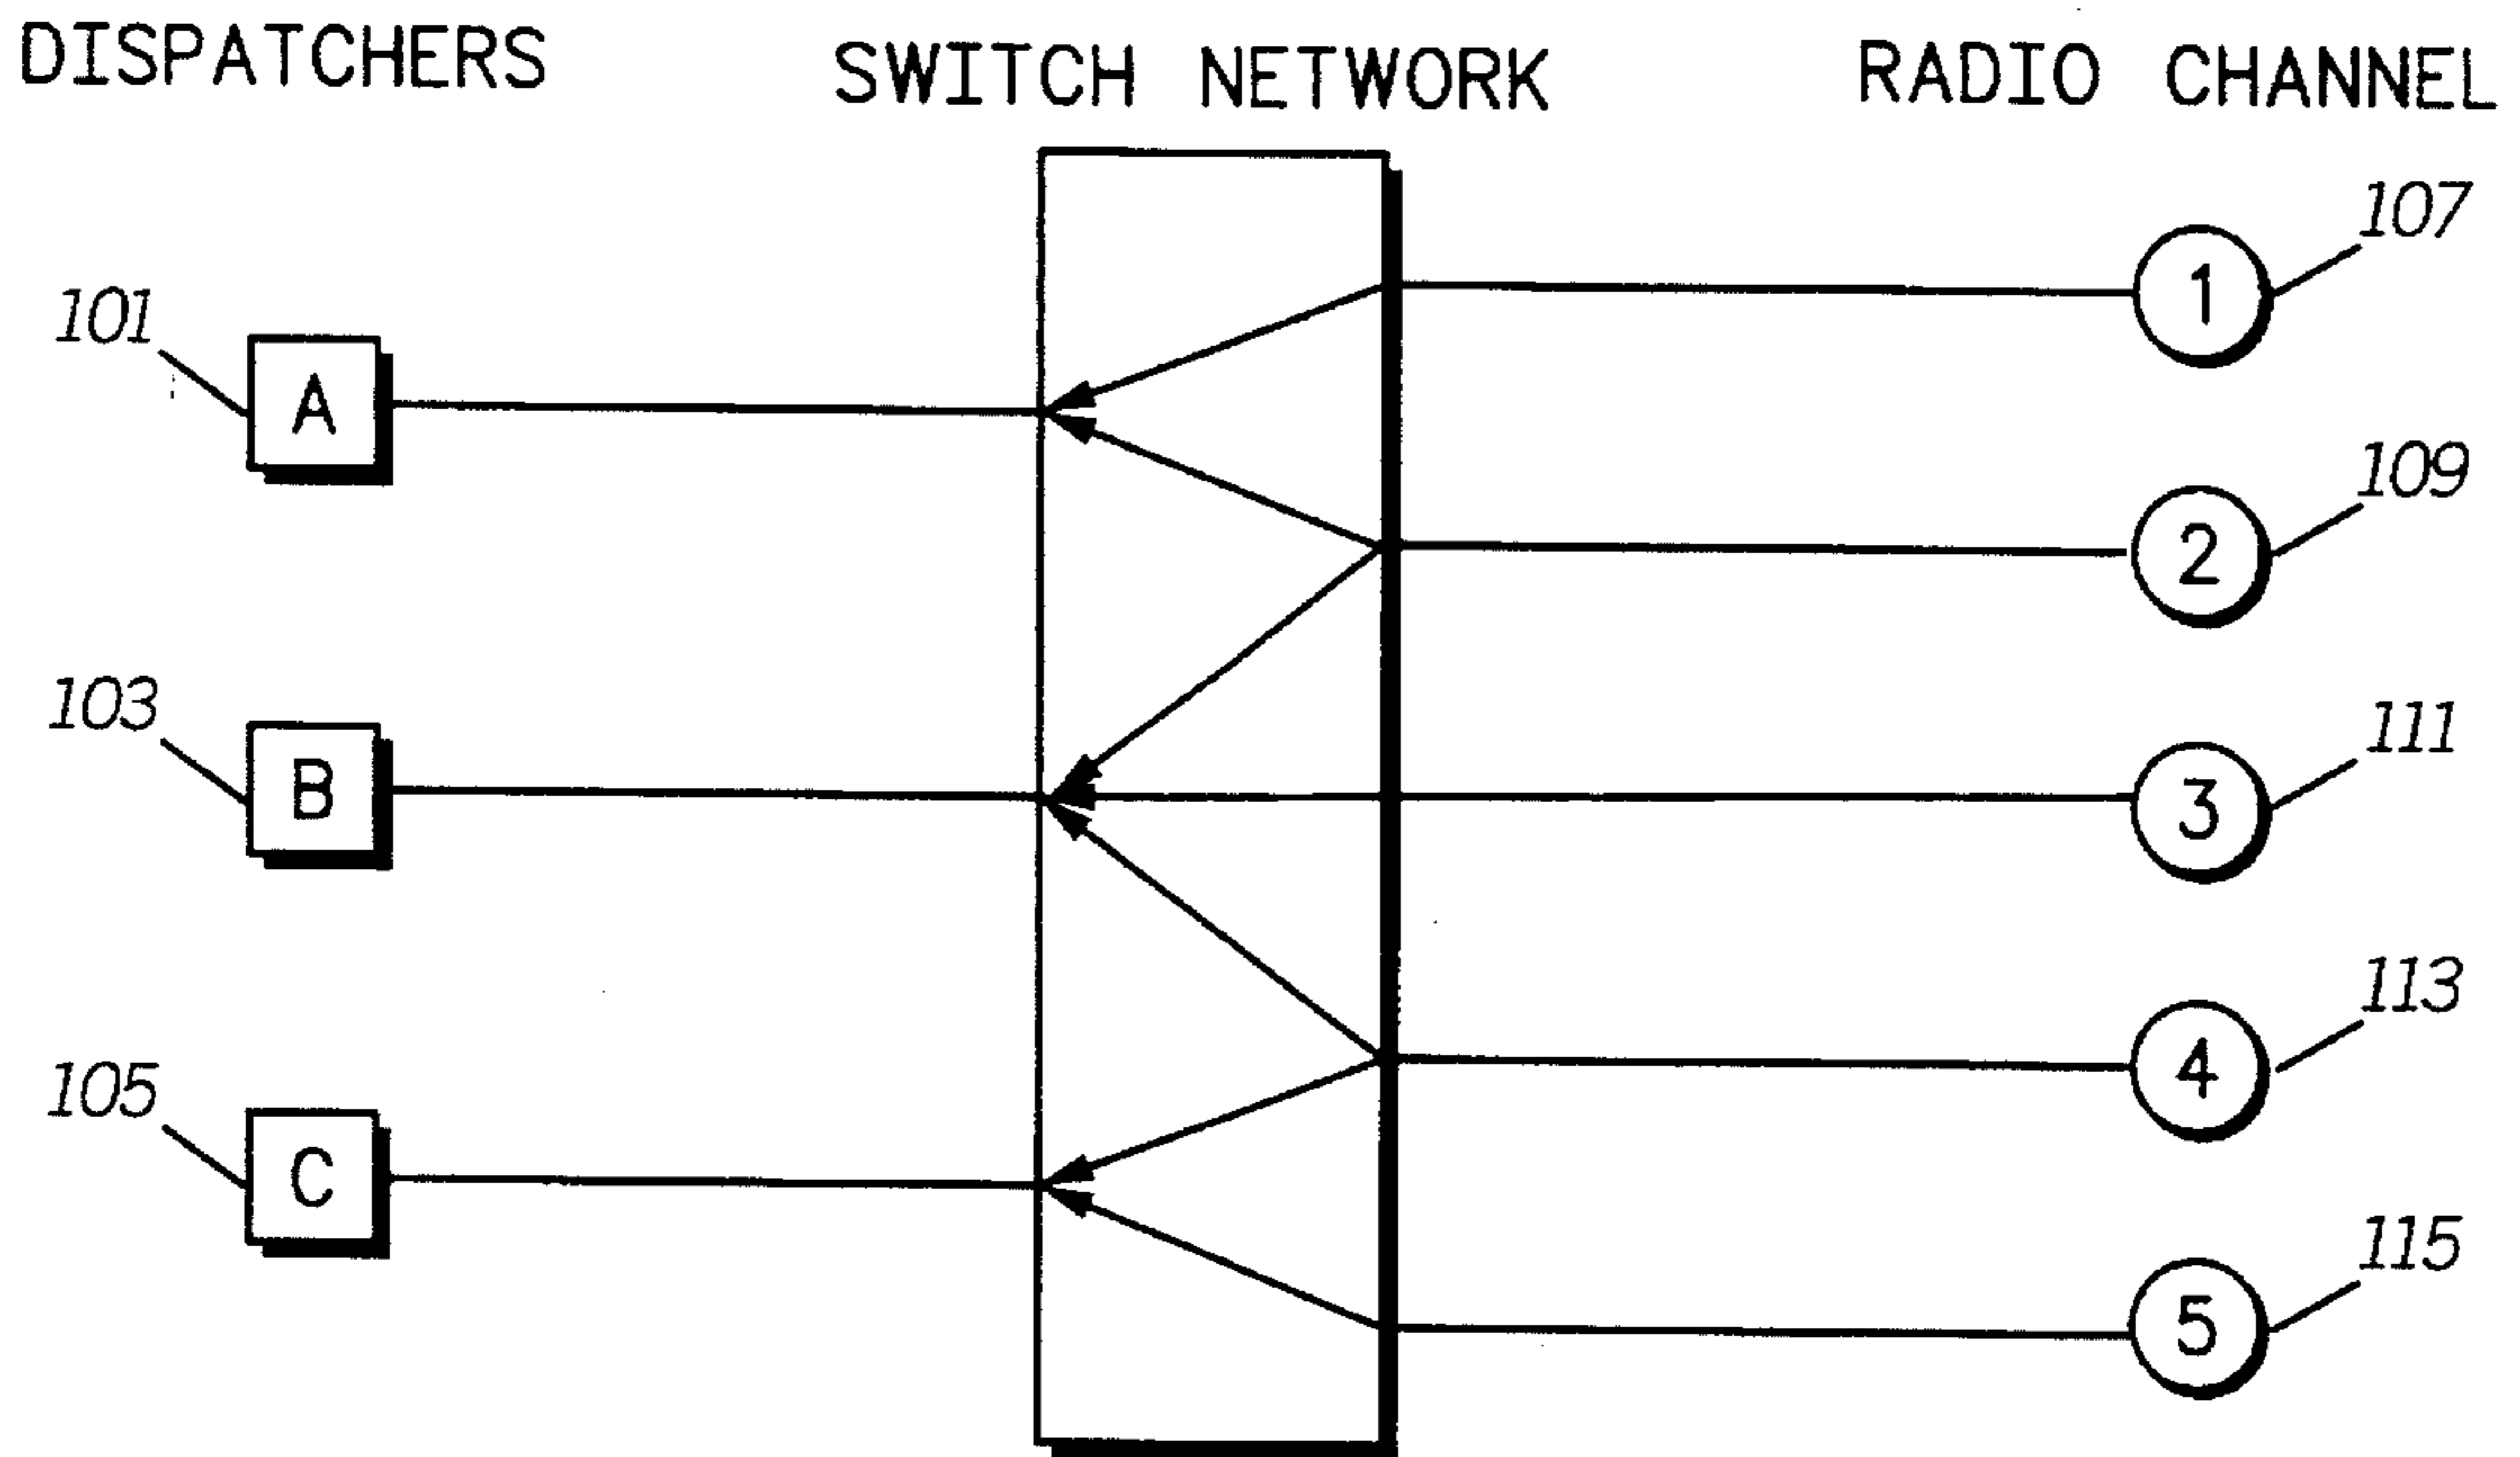 DISPATCHERS
SWITCH NETWORK
RADIO CHANNEL
107
1
101
A
109
2
103
B
111
3
113
4
105
C
115
5